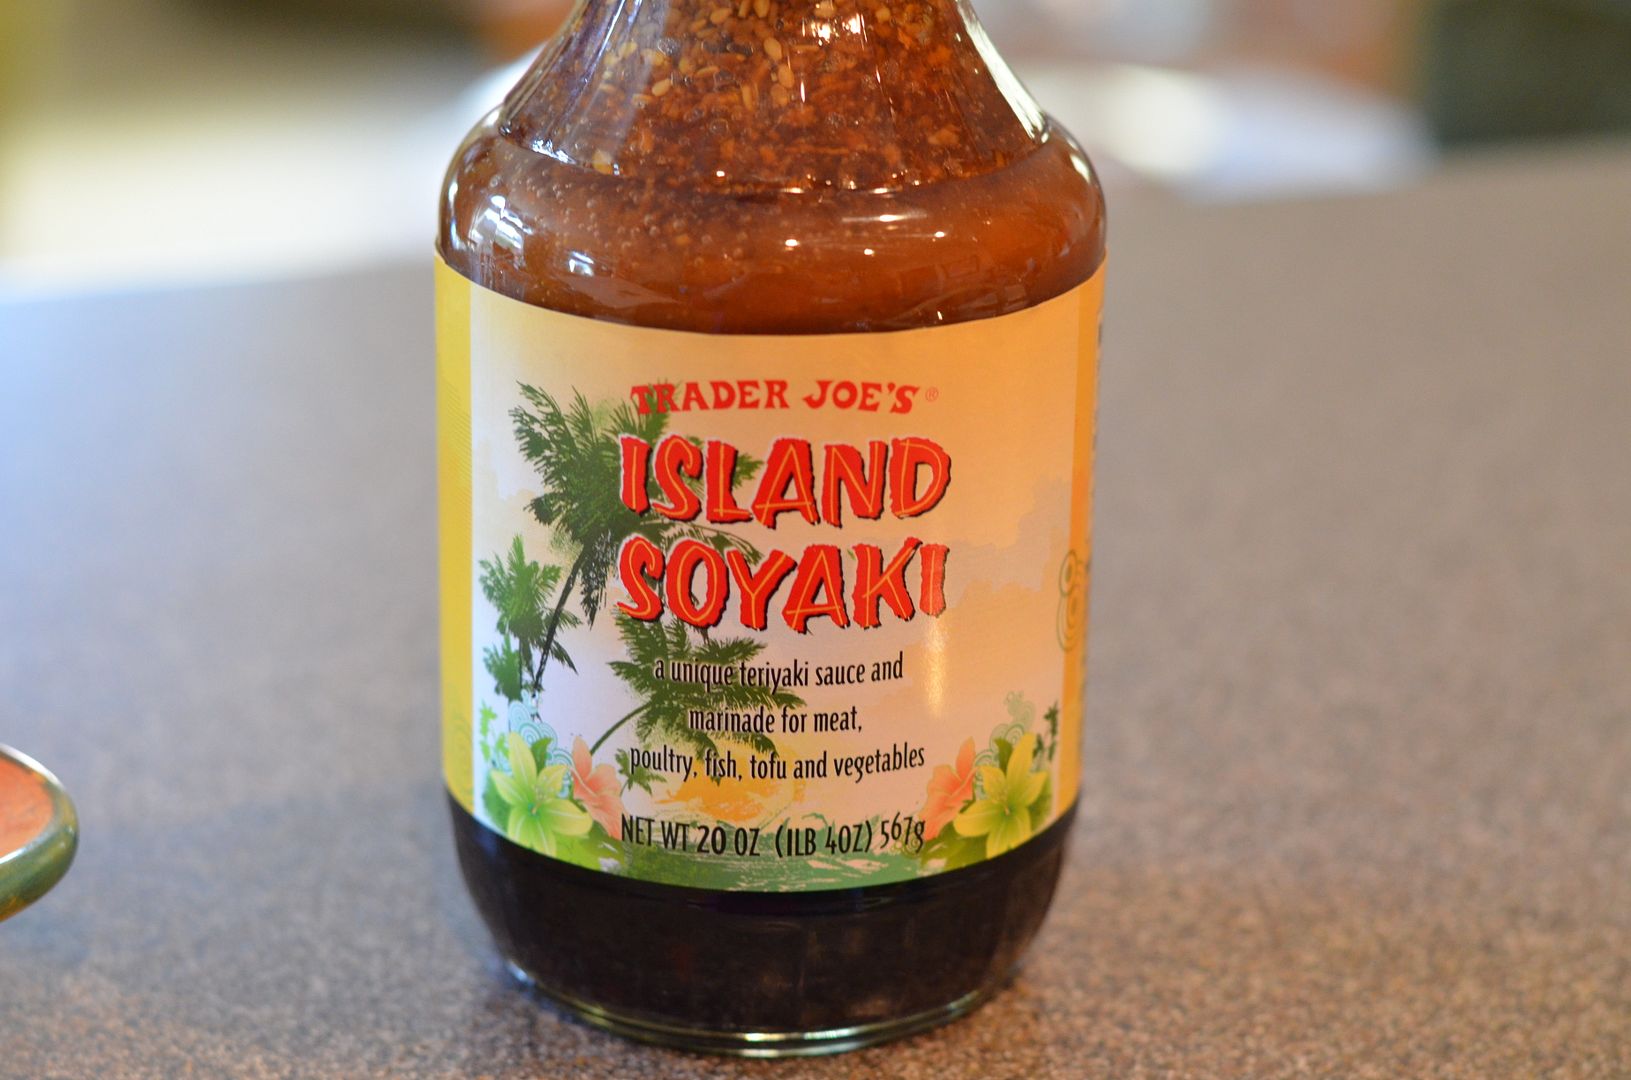 TRADER JOE'S®
ISLAND
SOYAKI
a unique teriyaki sauce and
marinade for meat,
poultry, fish, tofu and vegetables
NET WT 20 OZ (1LB 4OZ) 567g